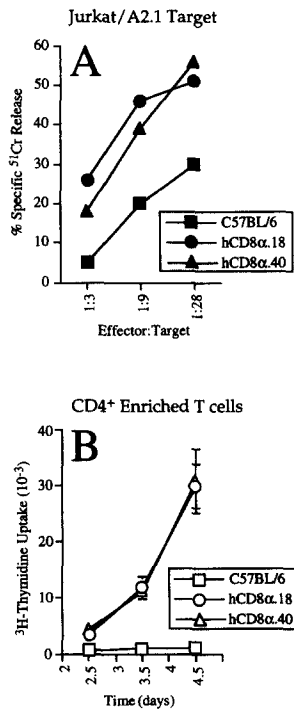 Jurkat/A2.1 Target
A
60
50
40
30
20
10
0
% Specific ⁵¹Cr Release
1:3
1:9
1:28
Effector:Target
C57BL/6
hCD8α.18
hCD8α.40
CD4⁺ Enriched T cells
B
40
30
20
10
0
³H-Thymidine Uptake (10⁻³)
2
2.5
3
3.5
4
4.5
Time (days)
C57BL/6
hCD8α.18
hCD8α.40